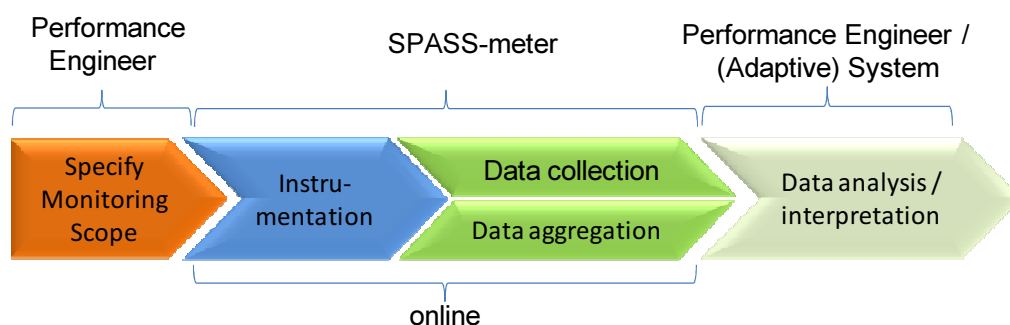 Performance
Engineer
SPASS-meter
Performance Engineer /
(Adaptive) System
Specify
Monitoring
Scope
Instru-
mentation
Data collection
Data aggregation
Data analysis /
interpretation
online